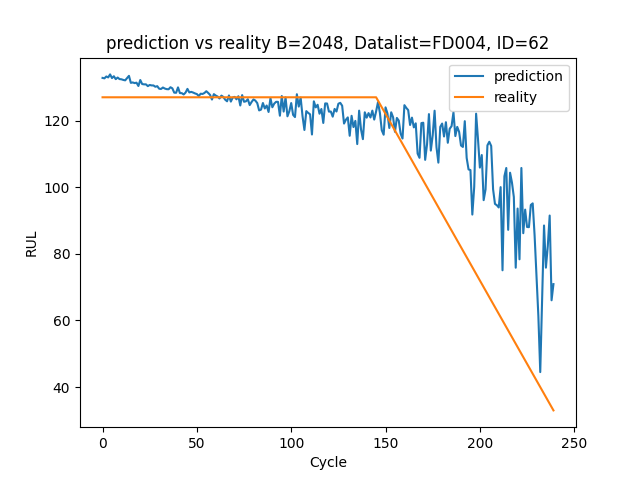 prediction vs reality B=2048, Datalist=FD004, ID=62
prediction
reality
120
100
80
60
40
RUL
0
50
100
150
200
250
Cycle